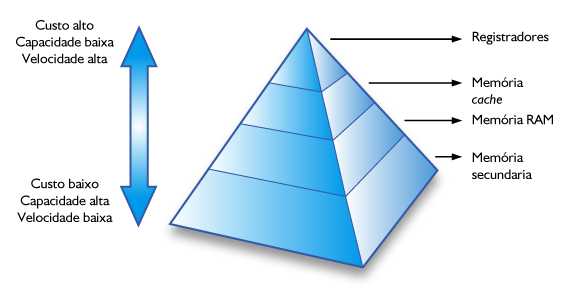 Custo alto
Capacidade baixa
Velocidade alta
Registradores
Memória
cache
Memória RAM
Memória
secundaria
Custo baixo
Capacidade alta
Velocidade baixa